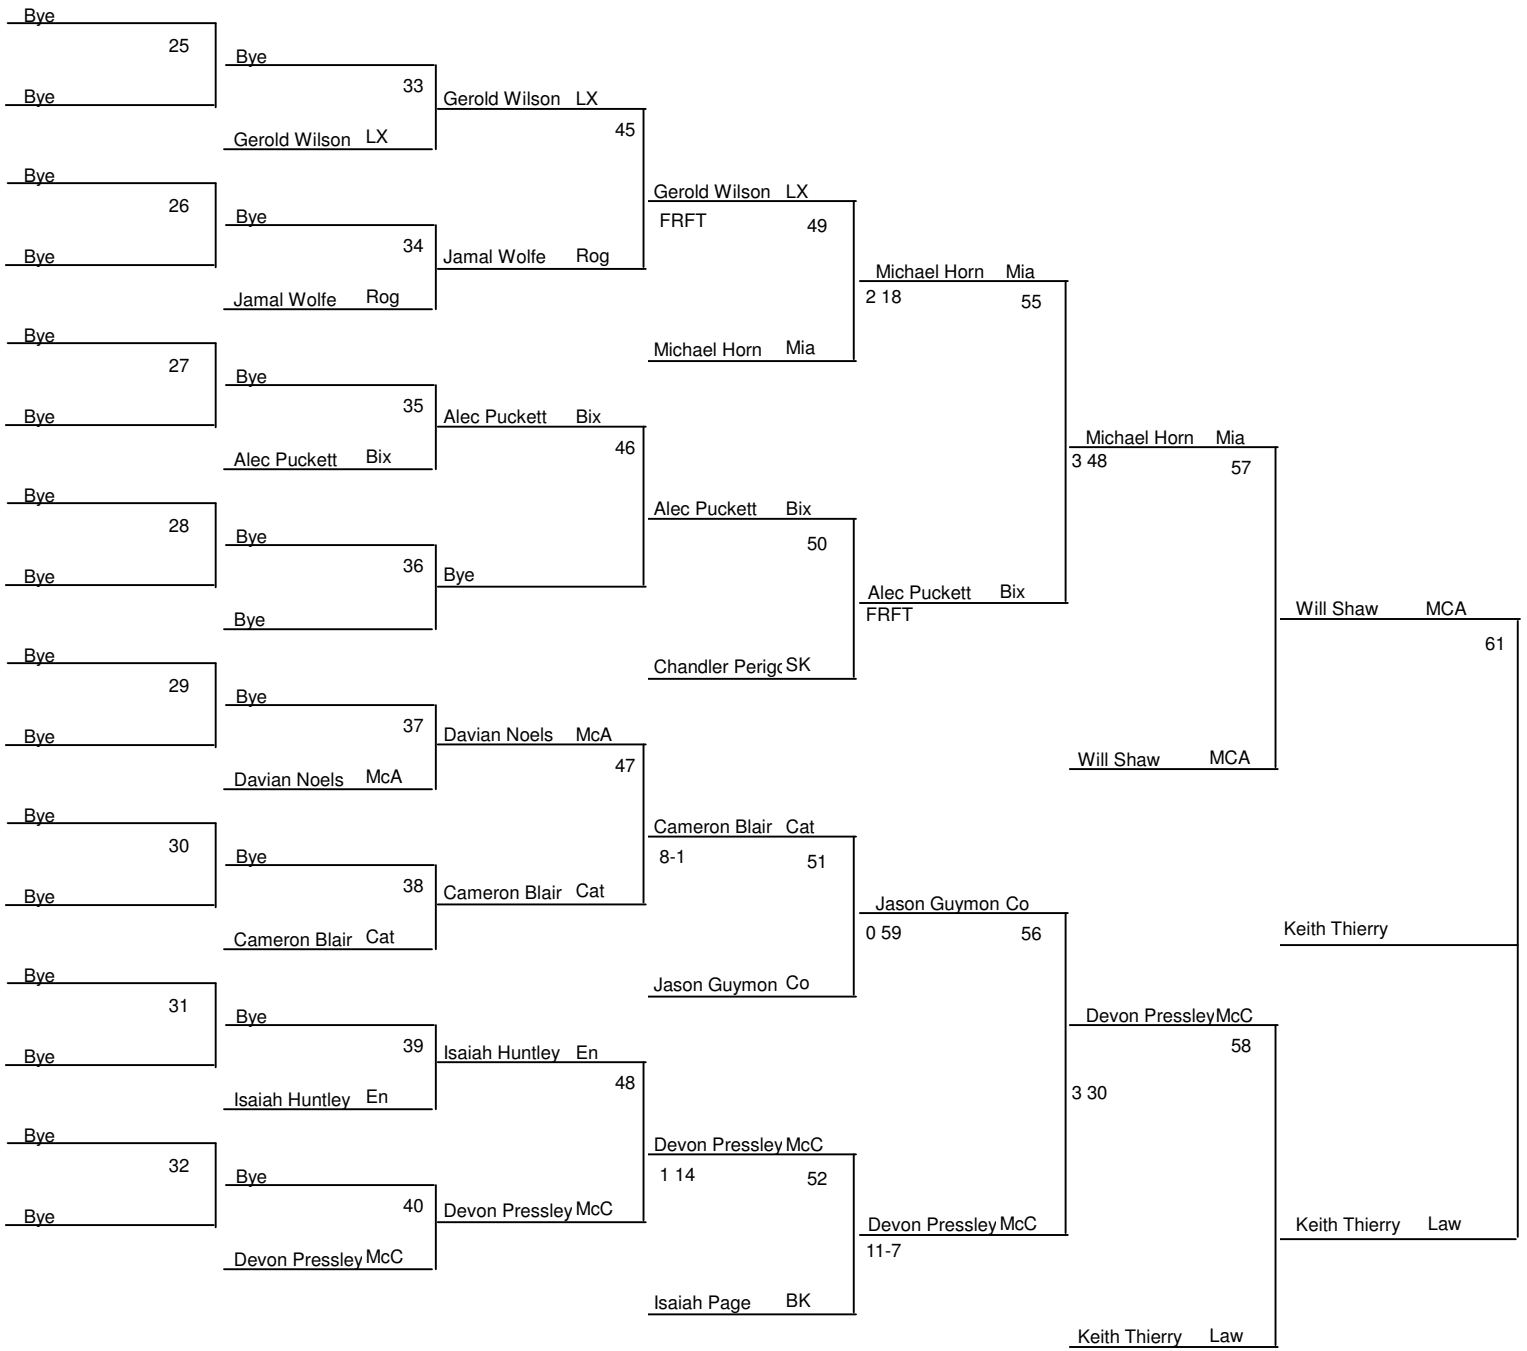 Bye
25
Bye
Bye
33
Gerold Wilson LX
Bye
Gerold Wilson LX
45
Bye
26
Bye
Gerold Wilson LX
FRFT
49
34
Jamal Wolfe Rog
Bye
Jamal Wolfe Rog
Michael Horn Mia
2 18
55
Bye
27
Bye
Michael Horn Mia
35
Alec Puckett Bix
Bye
Alec Puckett Bix
46
Michael Horn Mia
3 48
57
Bye
28
Bye
Alec Puckett Bix
50
36
Bye
Bye
Bye
Alec Puckett Bix
FRFT
Will Shaw MCA
61
Bye
29
Bye
Chandler Perigo SK
37
Davian Noels McA
Bye
Davian Noels McA
47
Will Shaw MCA
Bye
30
Bye
Cameron Blair Cat
8-1
51
38
Cameron Blair Cat
Bye
Cameron Blair Cat
Jason Guymon Co
0 59
56
Keith Thierry
Bye
31
Bye
Jason Guymon Co
39
Isaiah Huntley En
Bye
Isaiah Huntley En
48
Devon Pressley McC
58
3 30
Bye
32
Bye
Devon Pressley McC
1 14
52
40
Devon Pressley McC
Bye
Devon Pressley McC
Devon Pressley McC
11-7
Keith Thierry Law
Isaiah Page BK
Keith Thierry Law